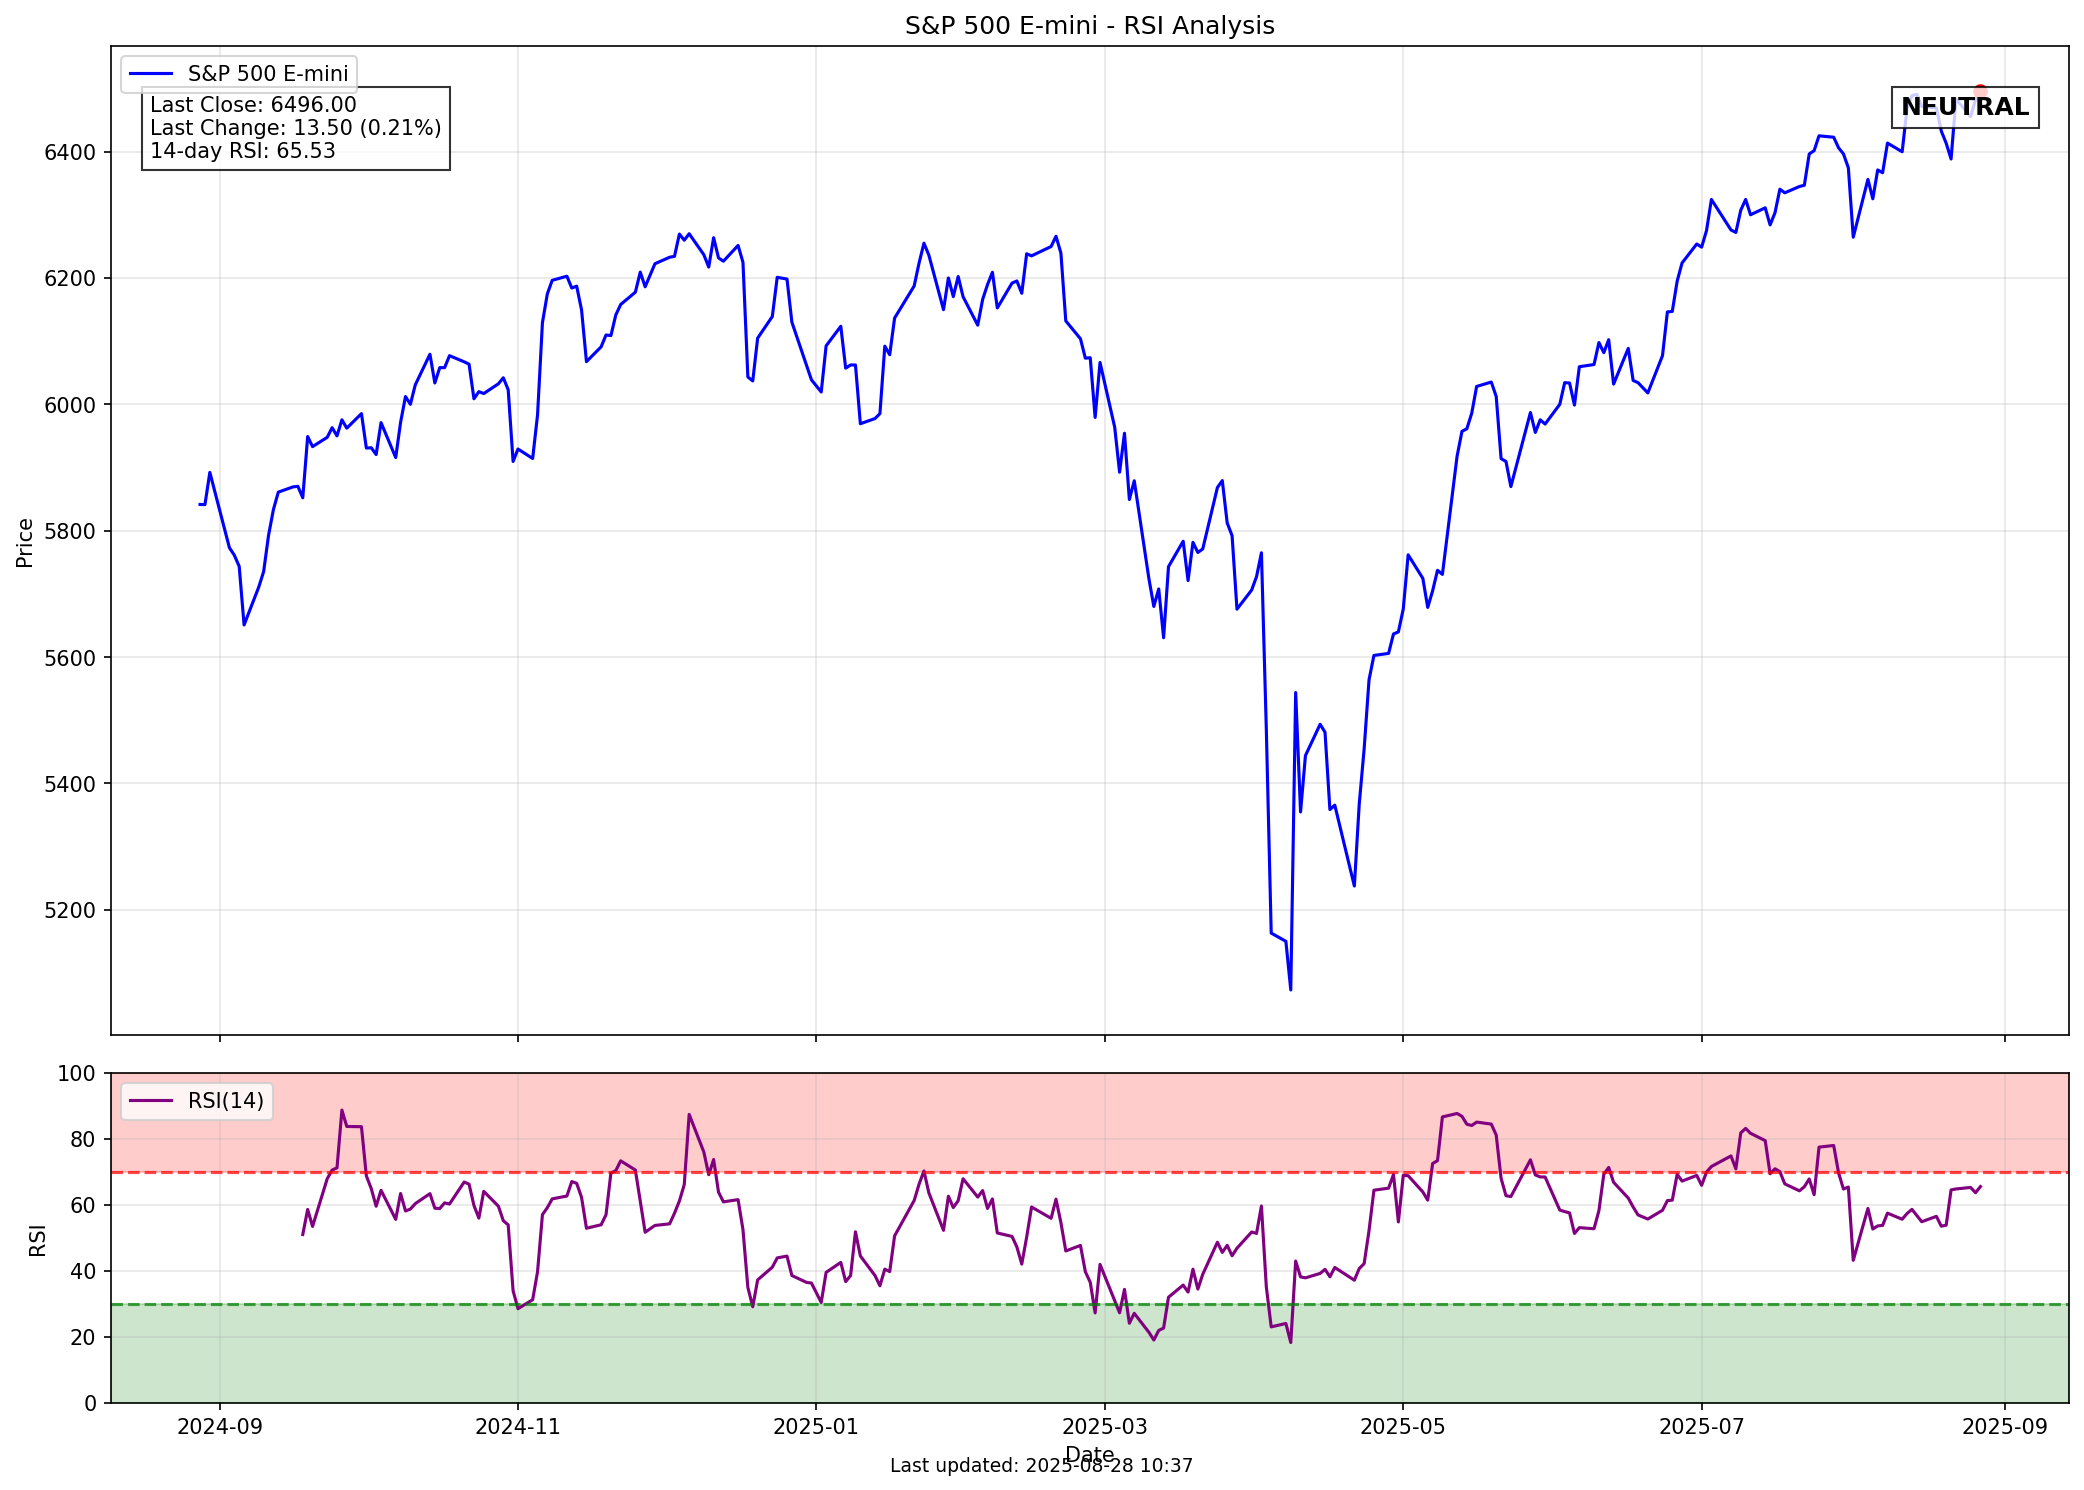 S&P 500 E-mini - RSI Analysis
S&P 500 E-mini
Last Close: 6496.00
Last Change: 13.50 (0.21%)
14-day RSI: 65.53
NEUTRAL
Price
6400
6200
6000
5800
5600
5400
5200
RSI(14)
RSI
100
80
60
40
20
0
2024-09
2024-11
2025-01
2025-03
2025-05
2025-07
2025-09
Date
Last updated: 2025-08-28 10:37